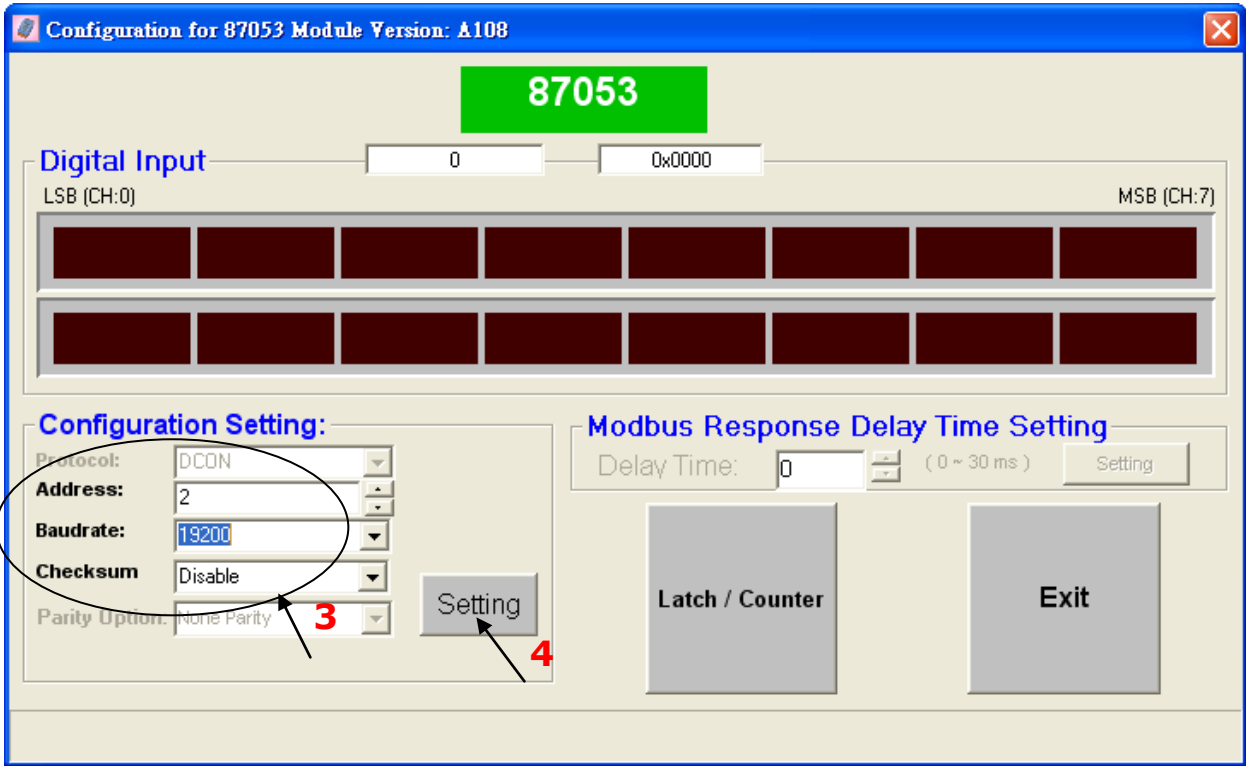 Configuration for 87053 Module Version: A108
87053
Digital Input
0
0x0000
LSB (CH:0)
MSB (CH:7)
Configuration Setting:
Protocol:
DCON
Address:
2
Baudrate:
19200
Checksum
Disable
Parity Option:
None Parity
3
Setting
4
Modbus Response Delay Time Setting
Delay Time:
0
( 0 ~ 30 ms )
Setting
Latch / Counter
Exit